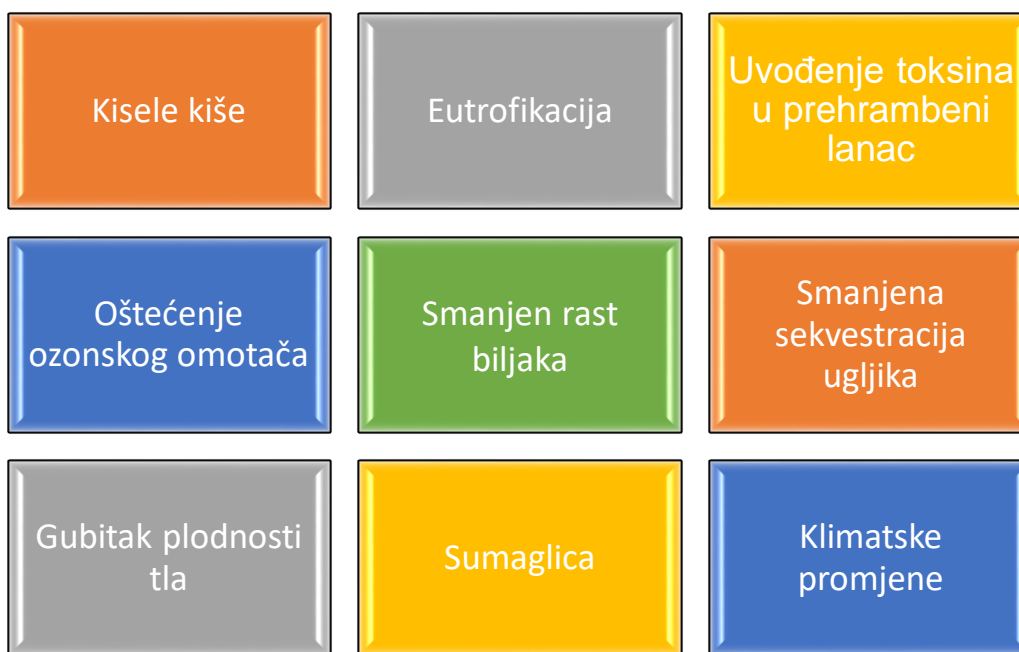 Kisele kiše
Eutrofikacija
Uvođenje toksina
u prehrambeni
lanac
Oštećenje
ozonskog omotača
Smanjen rast
biljaka
Smanjena
sekvestracija
ugljika
Gubitak plodnosti
tla
Sumaglica
Klimatske
promjene